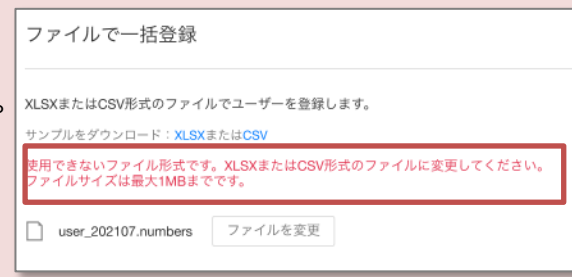 ファイルで一括登録
。
XLSXまたはCSV形式のファイルでユーザーを登録します。
サンプルをダウンロード：XLSXまたはCSV
使用できないファイル形式です。XLSXまたはCSV形式のファイルに変更してください。
ファイルサイズは最大1MBまでです。
user_202107.numbers
ファイルを変更